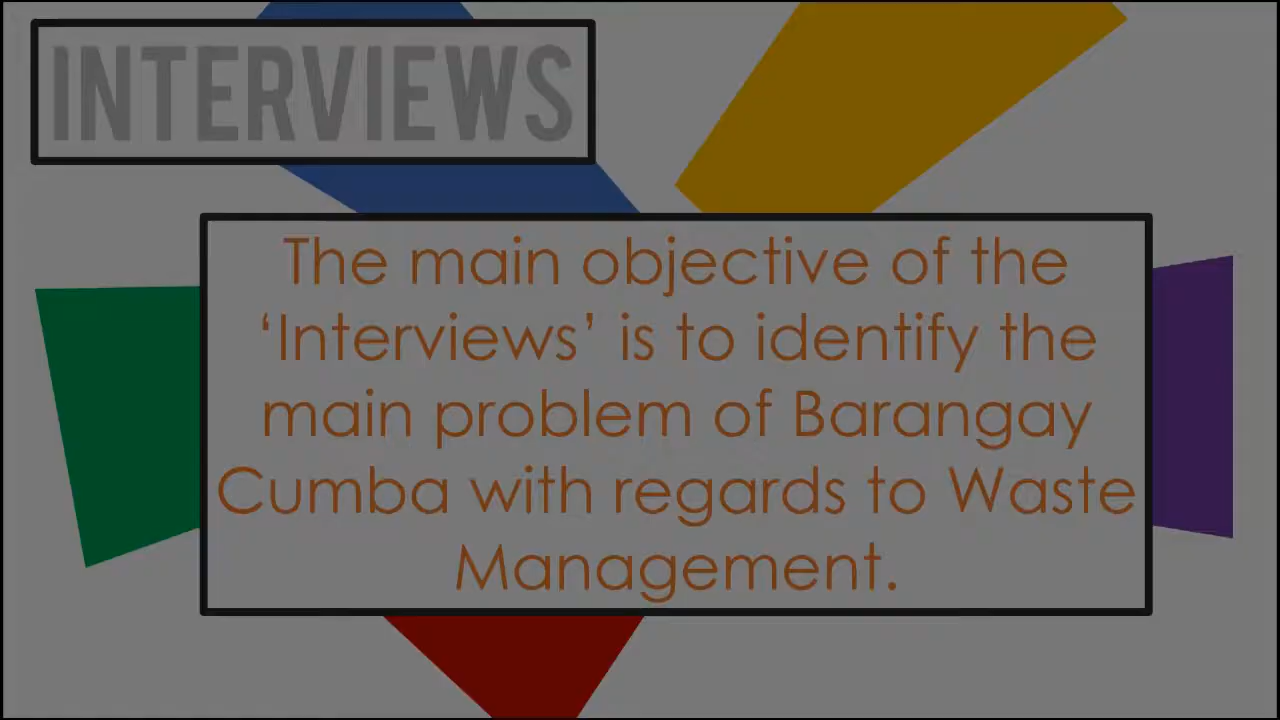 INTERVIEWS
The main objective of the
‘Interviews’ is to identify the
main problem of Barangay
Cumba with regards to Waste
Management.